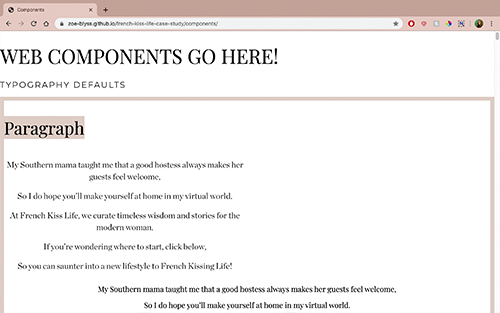 Components
zoe-blyss.github.io/french-kiss-life-case-study/components/
WEB COMPONENTS GO HERE!
TYPOGRAPHY DEFAULTS
Paragraph
My Southern mama taught me that a good hostess always makes her
guests feel welcome,
So I do hope you'll make yourself at home in my virtual world.
At French Kiss Life, we curate timeless wisdom and stories for the
modern woman.
If you're wondering where to start, click below,
So you can saunter into a new lifestyle to French Kissing Life!
My Southern mama taught me that a good hostess always makes her guests feel welcome,
So I do hope you'll make yourself at home in my virtual world.